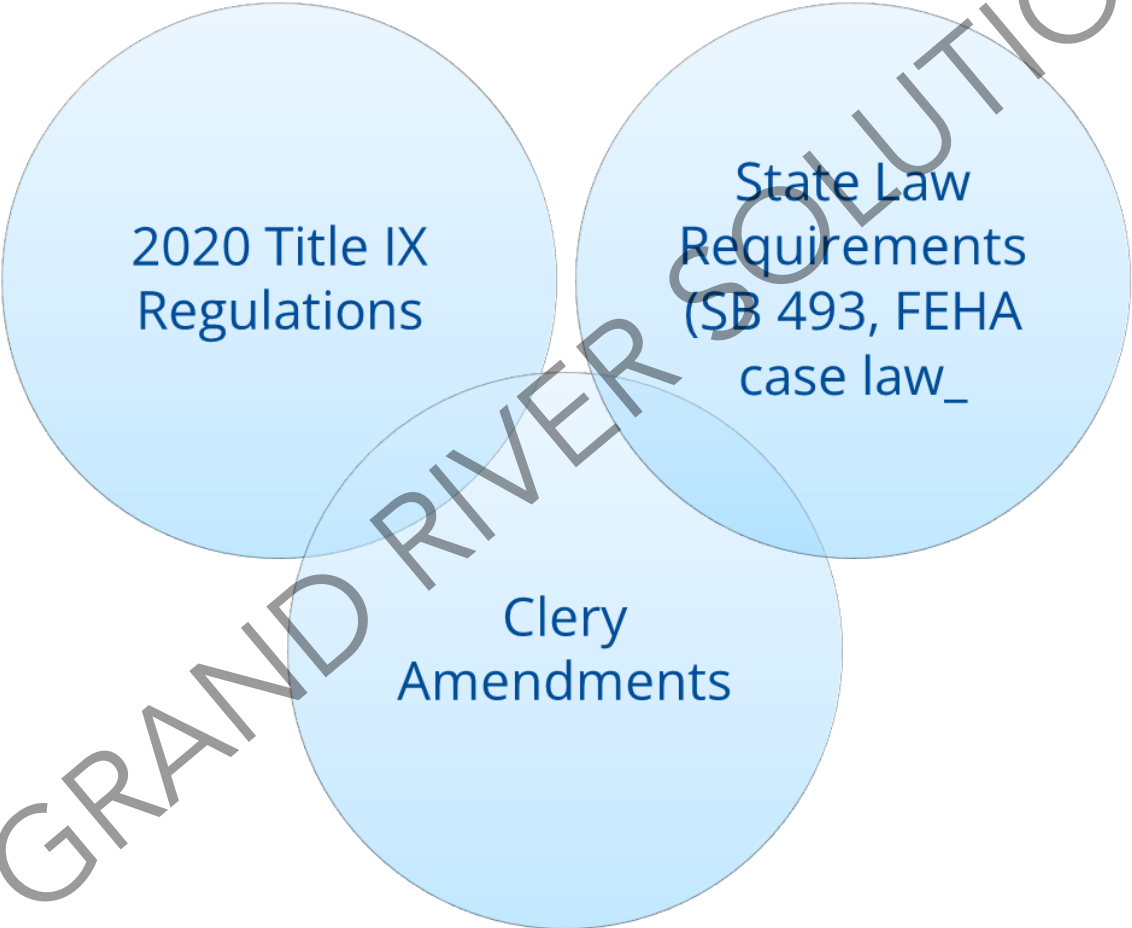 2020 Title IX
Regulations
State Law
Requirements
(SB 493, FEHA
case law_
Clery
Amendments
GRAND RIVER SOLUTIO